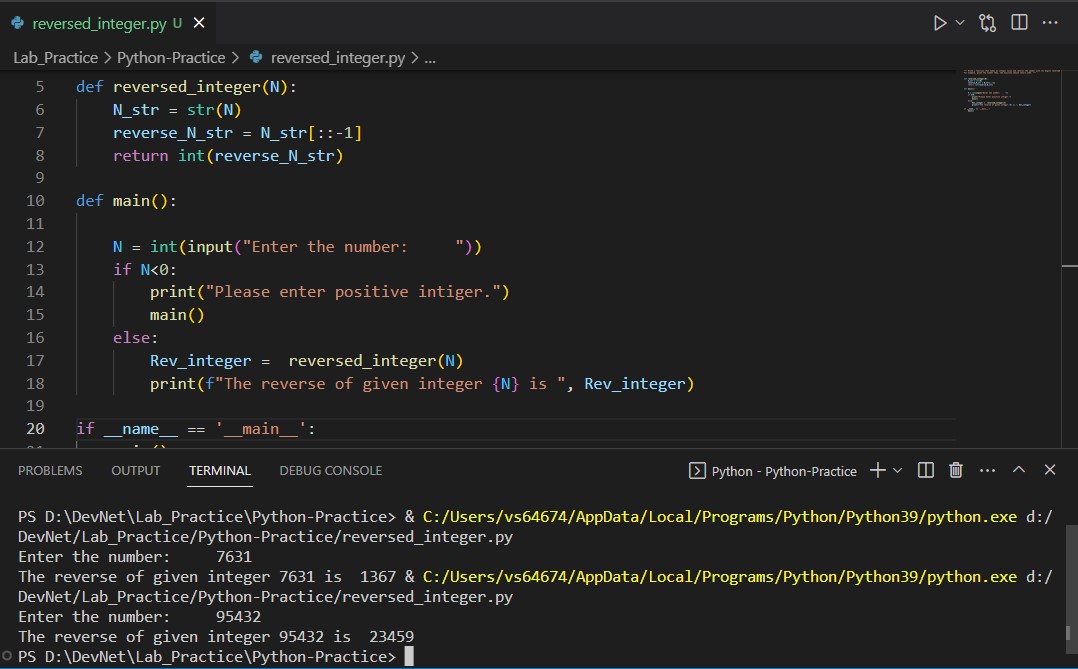 reversed_integer.py U
Lab_Practice > Python-Practice > reversed_integer.py > ...
5 def reversed_integer(N):
6     N_str = str(N)
7     reverse_N_str = N_str[::-1]
8     return int(reverse_N_str)
9
10 def main():
11
12     N = int(input("Enter the number:     "))
13     if N<0:
14         print("Please enter positive intiger.")
15         main()
16     else:
17         Rev_integer =  reversed_integer(N)
18         print(f"The reverse of given integer {N} is ", Rev_integer)
19
20 if __name__ == '__main__':
PROBLEMS OUTPUT TERMINAL DEBUG CONSOLE Python - Python-Practice
PS D:\DevNet\Lab_Practice\Python-Practice> & C:/Users/vs64674/AppData/Local/Programs/Python/Python39/python.exe d:/
DevNet/Lab_Practice/Python-Practice/reversed_integer.py
Enter the number:     7631
The reverse of given integer 7631 is  1367 & C:/Users/vs64674/AppData/Local/Programs/Python/Python39/python.exe d:/
DevNet/Lab_Practice/Python-Practice/reversed_integer.py
Enter the number:     95432
The reverse of given integer 95432 is  23459
PS D:\DevNet\Lab_Practice\Python-Practice>